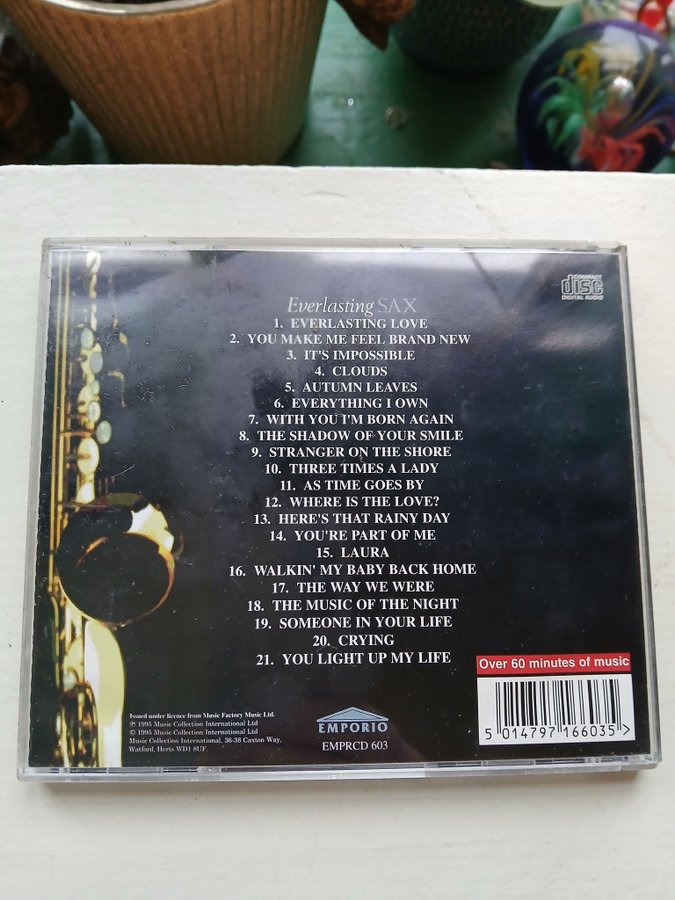 COMPACT
disc
DIGITAL AUDIO
Everlasting SAX
1. EVERLASTING LOVE
2. YOU MAKE ME FEEL BRAND NEW
3. IT'S IMPOSSIBLE
4. CLOUDS
5. AUTUMN LEAVES
6. EVERYTHING I OWN
7. WITH YOU I'M BORN AGAIN
8. THE SHADOW OF YOUR SMILE
9. STRANGER ON THE SHORE
10. THREE TIMES A LADY
11. AS TIME GOES BY
12. WHERE IS THE LOVE?
13. HERE'S THAT RAINY DAY
14. YOU'RE PART OF ME
15. LAURA
16. WALKIN' MY BABY BACK HOME
17. THE WAY WE WERE
18. THE MUSIC OF THE NIGHT
19. SOMEONE IN YOUR LIFE
20. CRYING
21. YOU LIGHT UP MY LIFE
Over 60 minutes of music
5 014797 166035 >
Issued under licence from Music Factory Music Ltd.
℗ 1995 Music Collection International Ltd
© 1995 Music Collection International Ltd
Music Collection International, 36-38 Caxton Way,
Watford, Herts WD1 8UF.
EMPORIO
EMPRCD 603